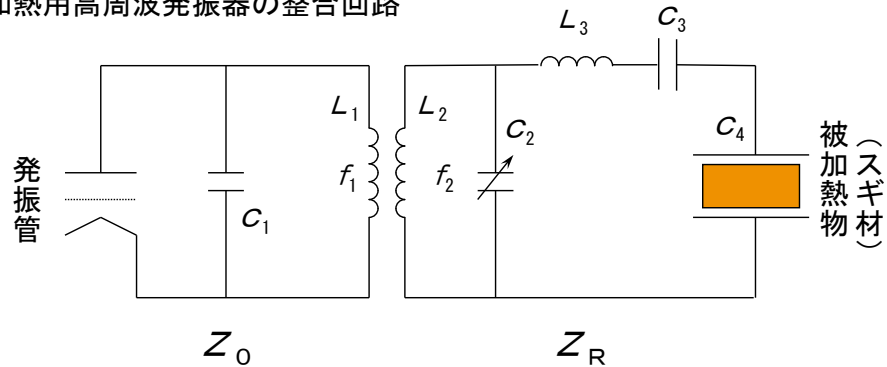 加熱用高周波発振器の整合回路
L3
C3
L1
L2
C2
C4
発振管
f1
f2
C1
被加熱物
(スギ材)
Z0
ZR